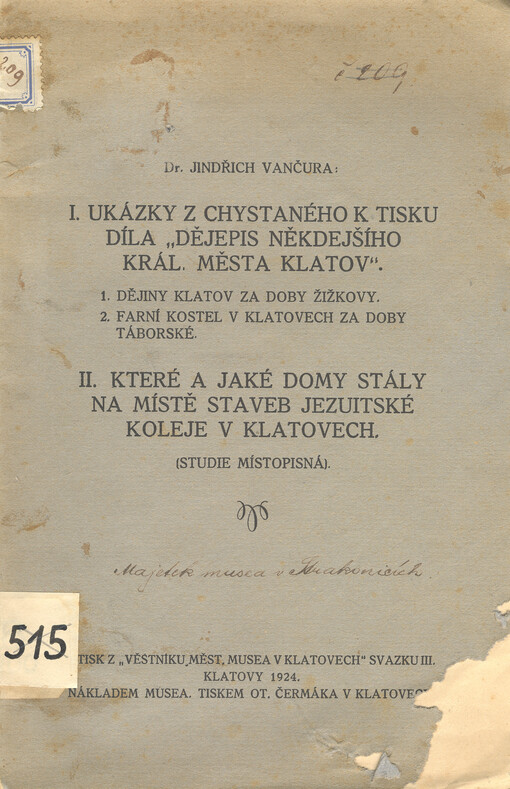 209
č 209
Dr. JINDŘICH VANČURA:
I. UKÁZKY Z CHYSTANÉHO K TISKU
DÍLA „DĚJEPIS NĚKDEJŠÍHO
KRÁL. MĚSTA KLATOV“.
1. DĚJINY KLATOV ZA DOBY ŽIŽKOVY.
2. FARNÍ KOSTEL V KLATOVECH ZA DOBY
TÁBORSKÉ.
II. KTERÉ A JAKÉ DOMY STÁLY
NA MÍSTĚ STAVEB JEZUITSKÉ
KOLEJE V KLATOVECH.
(STUDIE MÍSTOPISNÁ).
Majetek musea v Strakonicích
515
TISK Z „VĚSTNÍKU MĚST. MUSEA V KLATOVECH“ SVAZKU III.
KLATOVY 1924.
NÁKLADEM MUSEA. TISKEM OT. ČERMÁKA V KLATOVECH